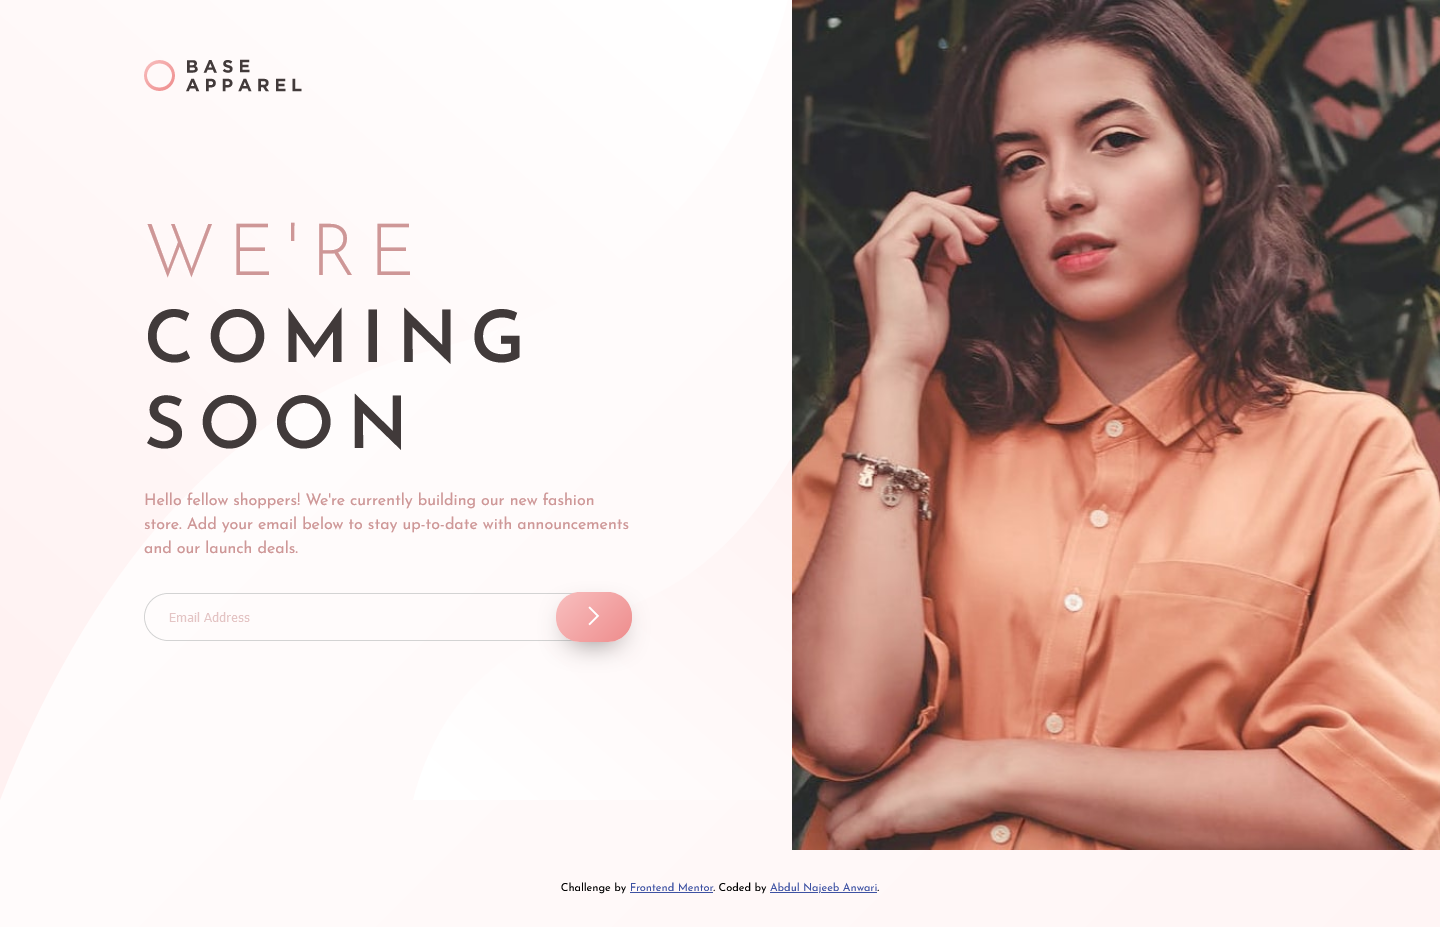 BASE
APPAREL
WE'RE
COMING
SOON
Hello fellow shoppers! We're currently building our new fashion
store. Add your email below to stay up-to-date with announcements
and our launch deals.
Email Address
Challenge by Frontend Mentor. Coded by Abdul Najeeb Anwari.